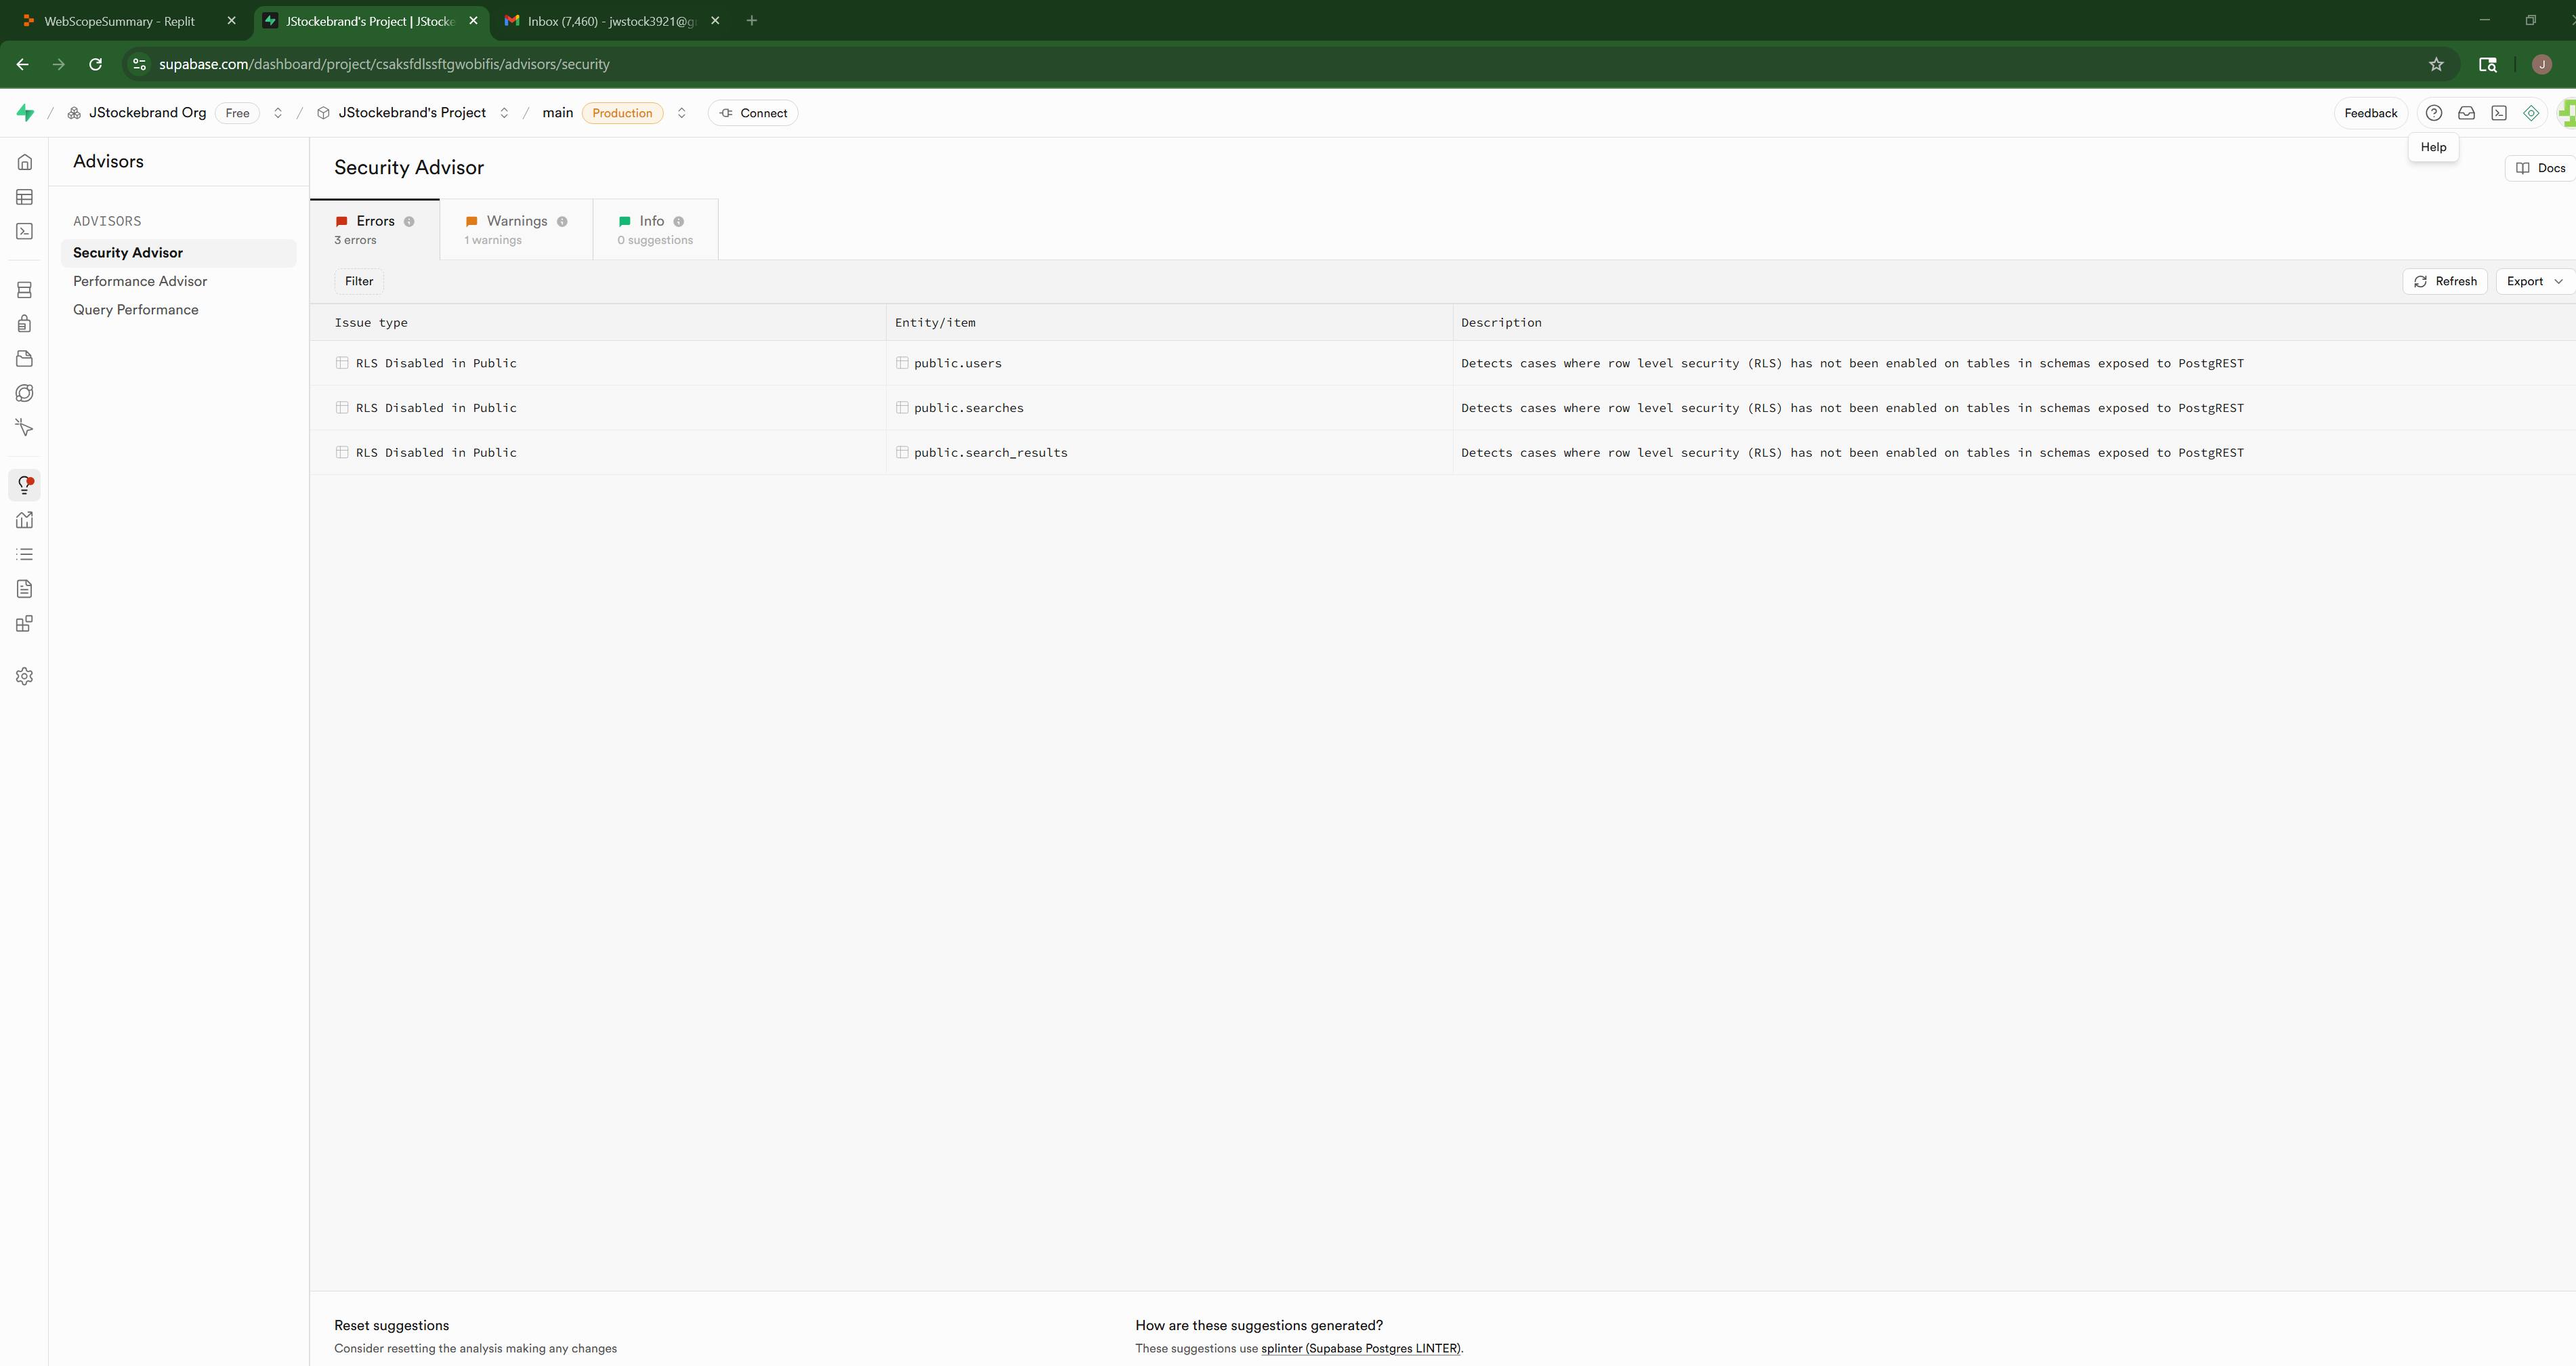 WebScopeSummary - Replit
JStockebrand's Project | JStocke
Inbox (7,460) - jwstock3921@g
supabase.com/dashboard/project/csaksfdlssftgwobifis/advisors/security
J
/ JStockebrand Org Free / JStockebrand's Project / main Production Connect
Feedback
Help
Advisors
Security Advisor
Docs
ADVISORS
Security Advisor
Performance Advisor
Query Performance
Errors
3 errors
Warnings
1 warnings
Info
0 suggestions
Filter
Refresh
Export
Issue type Entity/item Description
RLS Disabled in Public public.users Detects cases where row level security (RLS) has not been enabled on tables in schemas exposed to PostgREST
RLS Disabled in Public public.searches Detects cases where row level security (RLS) has not been enabled on tables in schemas exposed to PostgREST
RLS Disabled in Public public.search_results Detects cases where row level security (RLS) has not been enabled on tables in schemas exposed to PostgREST
Reset suggestions
Consider resetting the analysis making any changes
How are these suggestions generated?
These suggestions use splinter (Supabase Postgres LINTER).